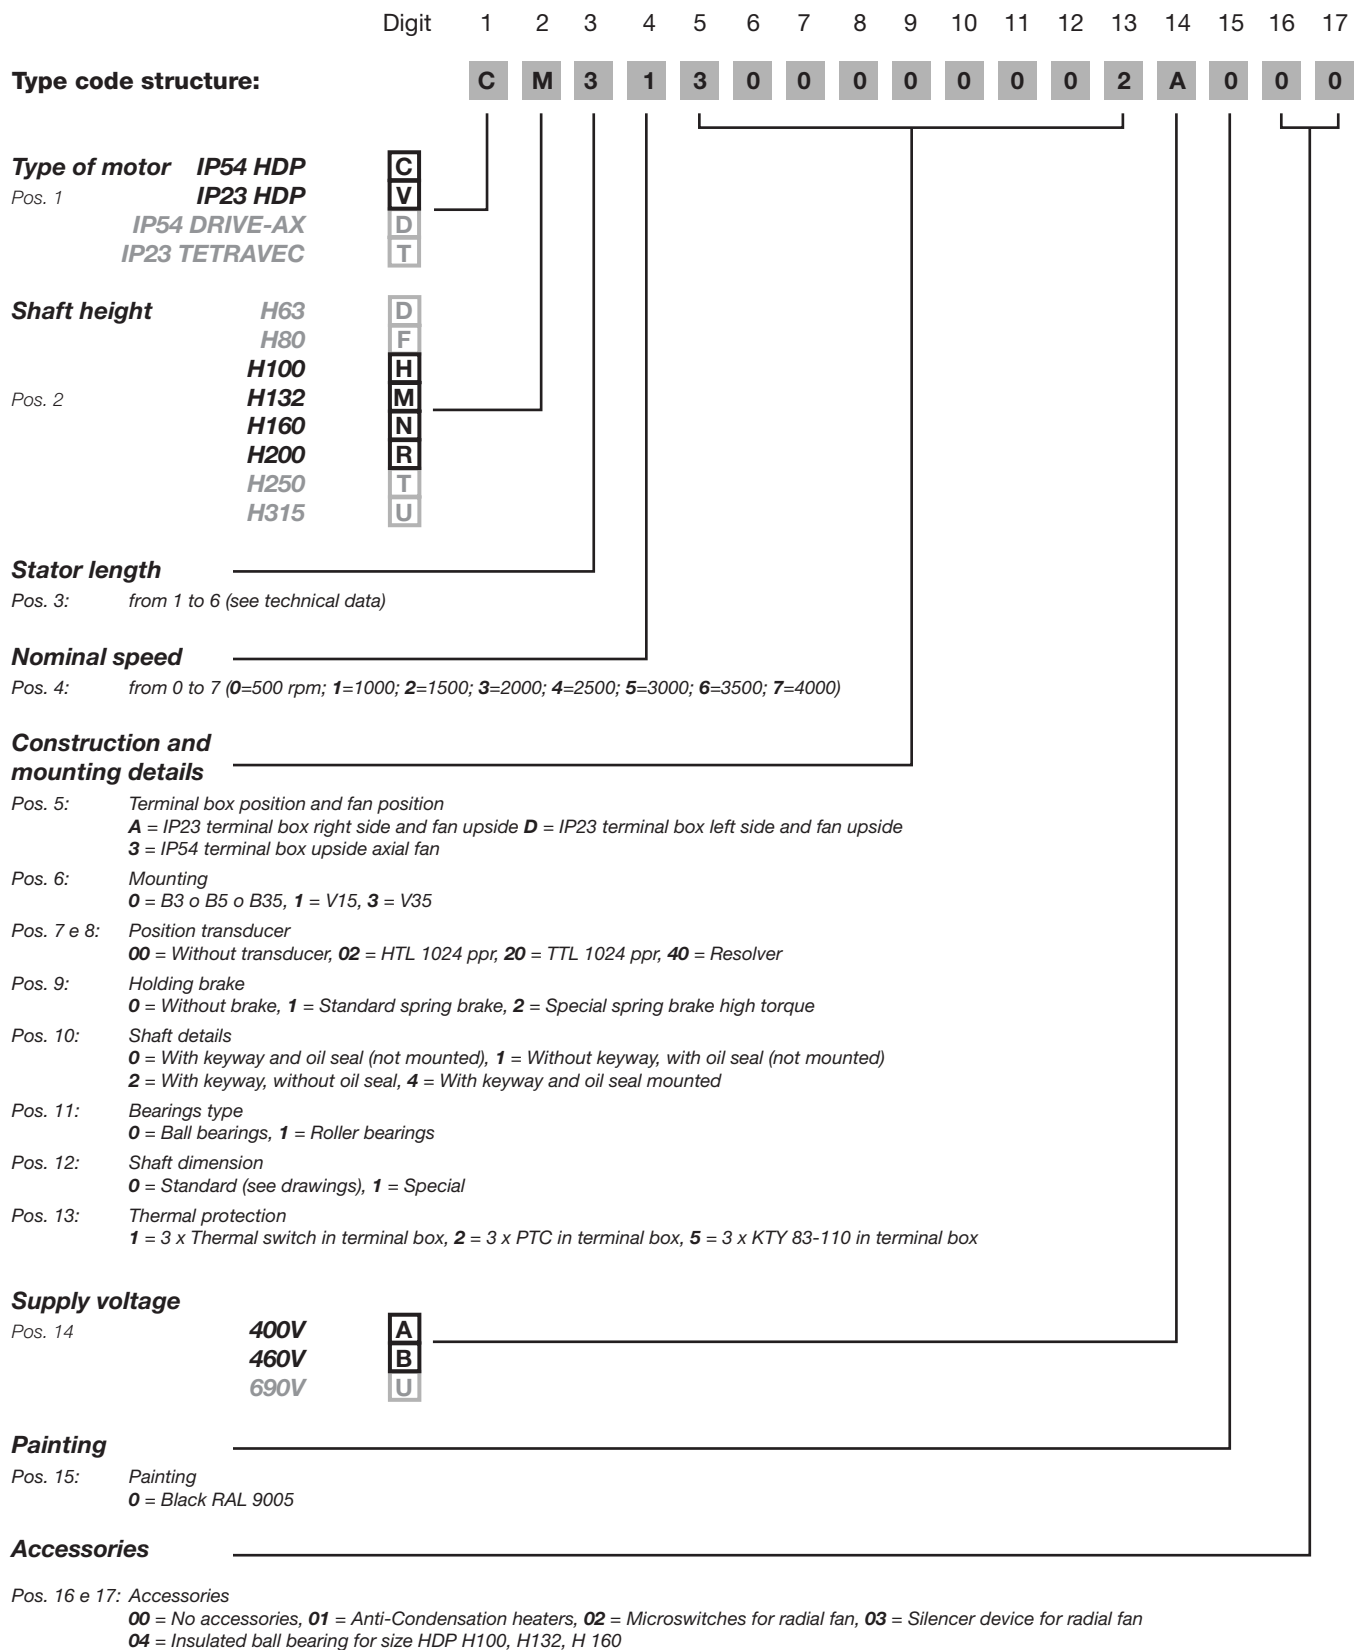 Digit 1 2 3 4 5 6 7 8 9 10 11 12 13 14 15 16 17
Type code structure: C M 3 1 3 0 0 0 0 0 0 0 2 A 0 0 0
Type of motor IP54 HDP C
Pos. 1 IP23 HDP V
IP54 DRIVE-AX D
IP23 TETRAVEC T
Shaft height H63 D
H80 F
H100 H
Pos. 2 H132 M
H160 N
H200 R
H250 T
H315 U
Stator length
Pos. 3: from 1 to 6 (see technical data)
Nominal speed
Pos. 4: from 0 to 7 (0=500 rpm; 1=1000; 2=1500; 3=2000; 4=2500; 5=3000; 6=3500; 7=4000)
Construction and
mounting details
Pos. 5: Terminal box position and fan position
A = IP23 terminal box right side and fan upside D = IP23 terminal box left side and fan upside
3 = IP54 terminal box upside axial fan
Pos. 6: Mounting
0 = B3 o B5 o B35, 1 = V15, 3 = V35
Pos. 7 e 8: Position transducer
00 = Without transducer, 02 = HTL 1024 ppr, 20 = TTL 1024 ppr, 40 = Resolver
Pos. 9: Holding brake
0 = Without brake, 1 = Standard spring brake, 2 = Special spring brake high torque
Pos. 10: Shaft details
0 = With keyway and oil seal (not mounted), 1 = Without keyway, with oil seal (not mounted)
2 = With keyway, without oil seal, 4 = With keyway and oil seal mounted
Pos. 11: Bearings type
0 = Ball bearings, 1 = Roller bearings
Pos. 12: Shaft dimension
0 = Standard (see drawings), 1 = Special
Pos. 13: Thermal protection
1 = 3 x Thermal switch in terminal box, 2 = 3 x PTC in terminal box, 5 = 3 x KTY 83-110 in terminal box
Supply voltage
Pos. 14 400V A
460V B
690V U
Painting
Pos. 15: Painting
0 = Black RAL 9005
Accessories
Pos. 16 e 17: Accessories
00 = No accessories, 01 = Anti-Condensation heaters, 02 = Microswitches for radial fan, 03 = Silencer device for radial fan
04 = Insulated ball bearing for size HDP H100, H132, H 160